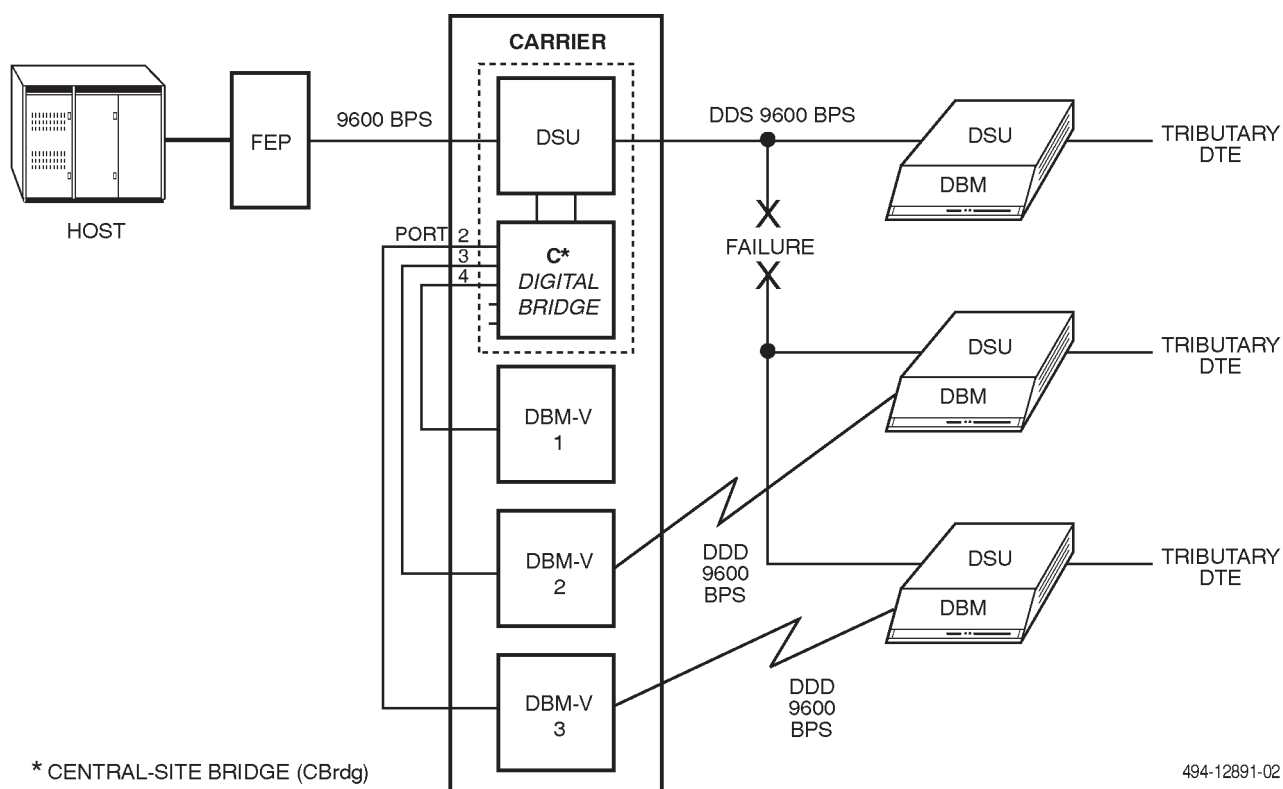 CARRIER
HOST
FEP
9600 BPS
DSU
DDS 9600 BPS
DSU
DBM
TRIBUTARY
DTE
PORT 2
3
4
C*
DIGITAL
BRIDGE
FAILURE
DSU
DBM
TRIBUTARY
DTE
DBM-V
1
DBM-V
2
DDD
9600
BPS
DSU
DBM
TRIBUTARY
DTE
DBM-V
3
DDD
9600
BPS
* CENTRAL-SITE BRIDGE (CBrdg)
494-12891-02